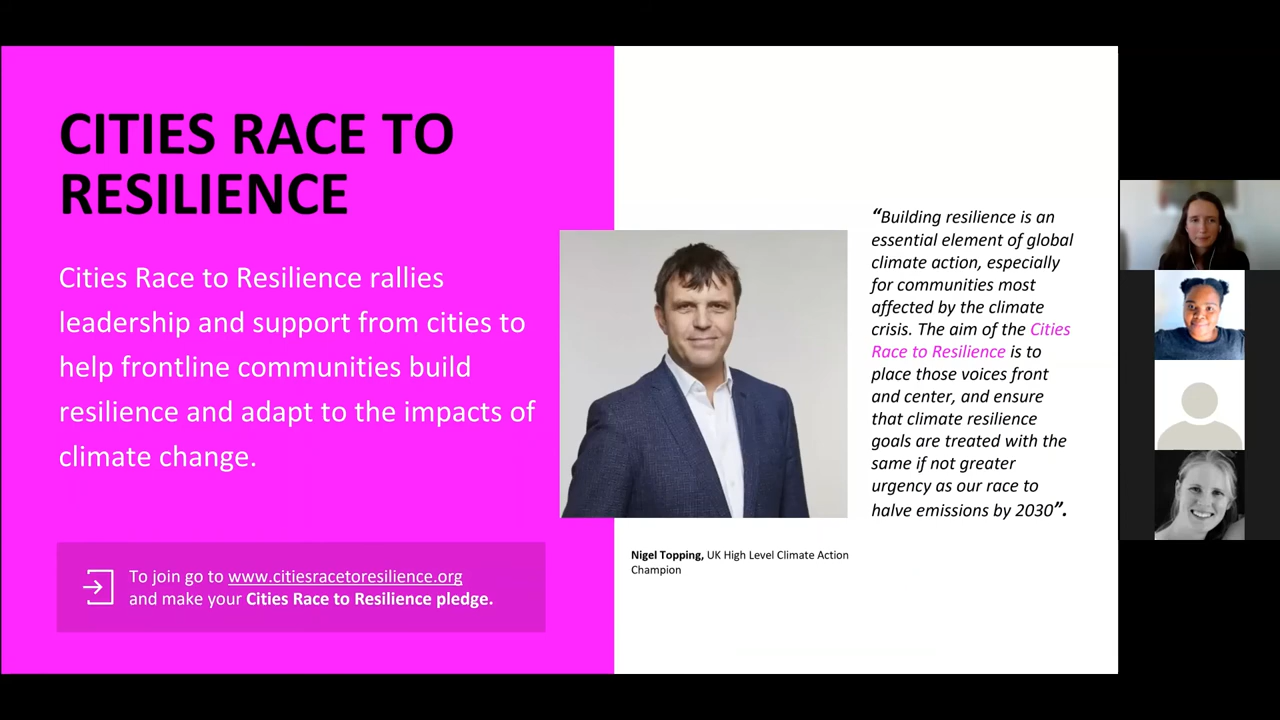 CITIES RACE TO
RESILIENCE
Cities Race to Resilience rallies
leadership and support from cities to
help frontline communities build
resilience and adapt to the impacts of
climate change.
To join go to www.citiesracetoresilience.org
and make your Cities Race to Resilience pledge.
“Building resilience is an
essential element of global
climate action, especially
for communities most
affected by the climate
crisis. The aim of the Cities
Race to Resilience is to
place those voices front
and center, and ensure
that climate resilience
goals are treated with the
same if not greater
urgency as our race to
halve emissions by 2030”.
Nigel Topping, UK High Level Climate Action
Champion